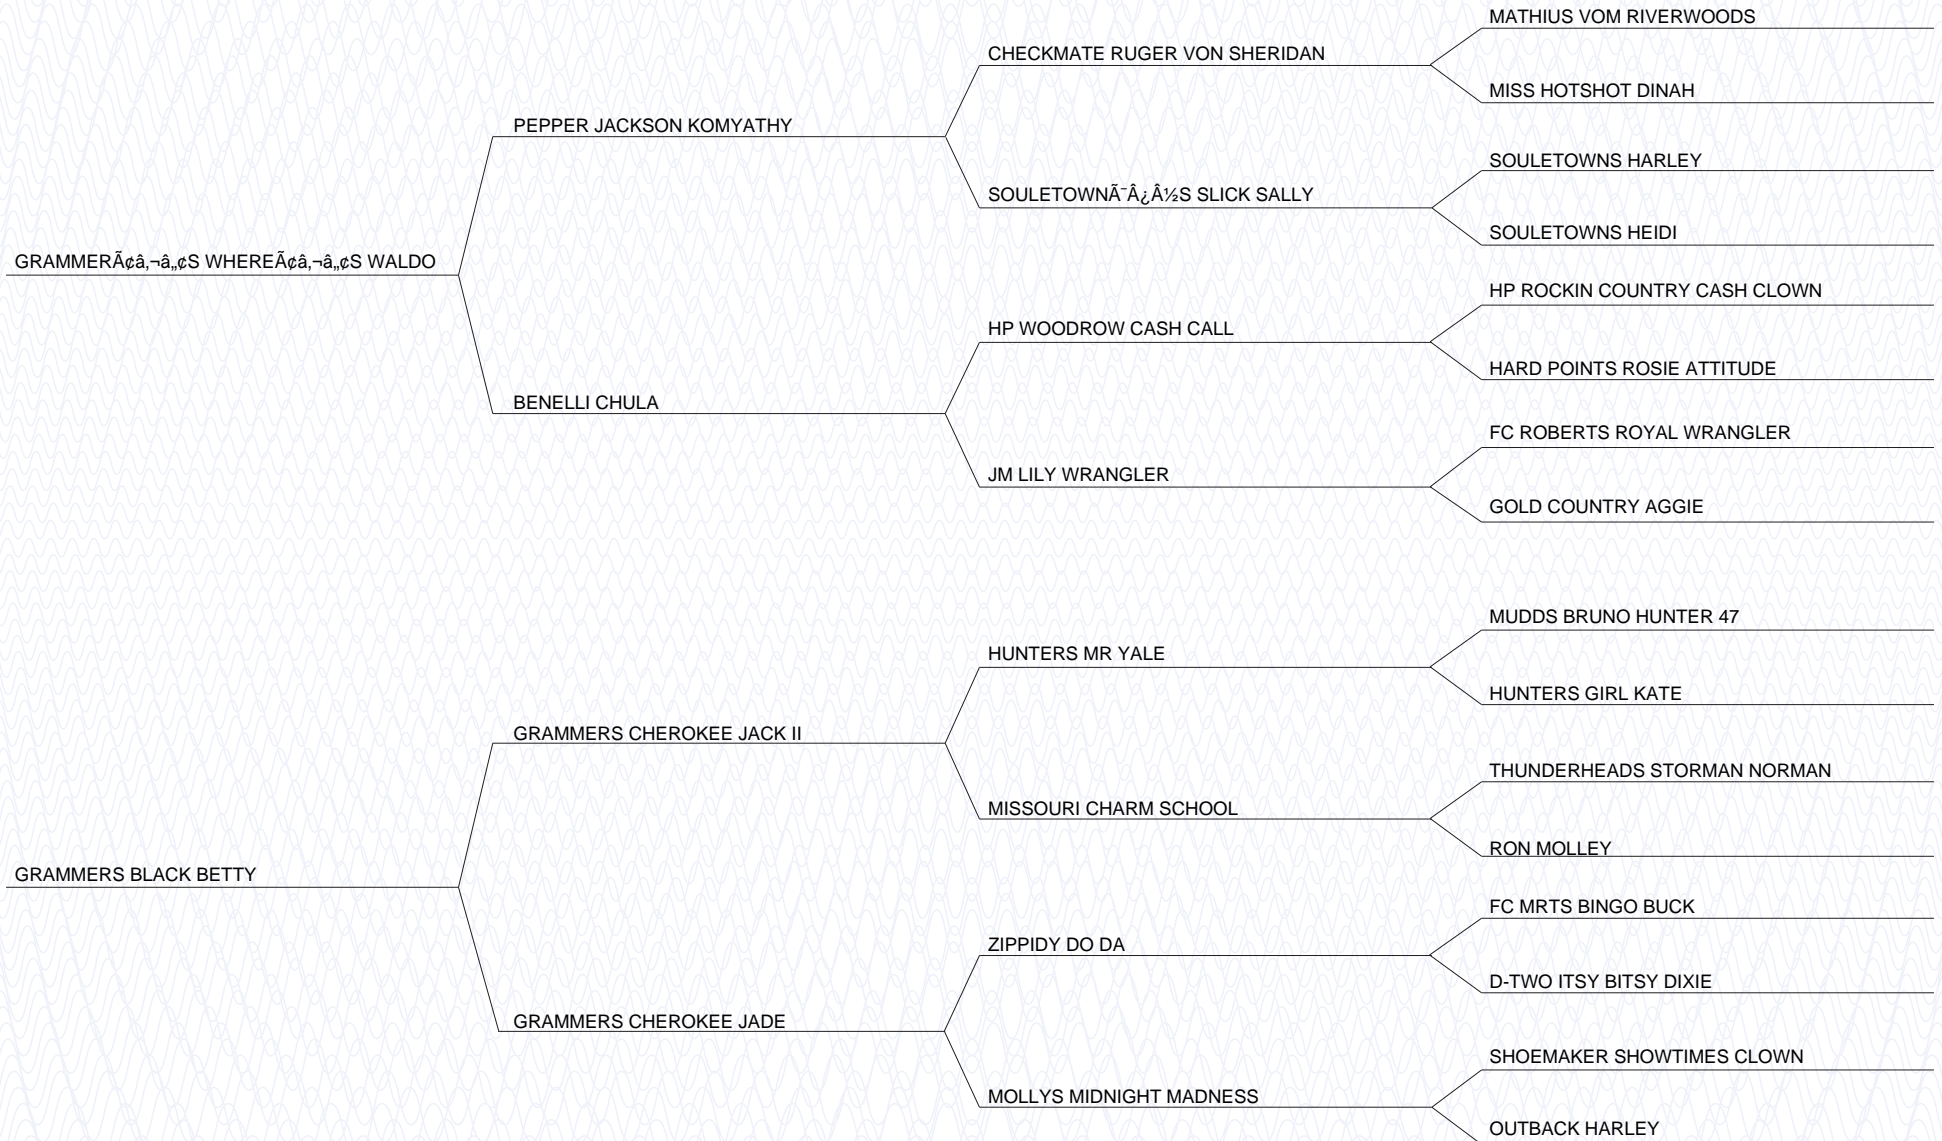 MATHIUS VOM RIVERWOODS
CHECKMATE RUGER VON SHERIDAN
MISS HOTSHOT DINAH
PEPPER JACKSON KOMYATHY
SOULETOWNS HARLEY
SOULETOWNÃ¨Â¿Â½S SLICK SALLY
SOULETOWNS HEIDI
GRAMMERÃ¢â‚¬â„¢S WHEREÃ¢â‚¬â„¢S WALDO
HP ROCKIN COUNTRY CASH CLOWN
HP WOODROW CASH CALL
HARD POINTS ROSIE ATTITUDE
BENELLI CHULA
FC ROBERTS ROYAL WRANGLER
JM LILY WRANGLER
GOLD COUNTRY AGGIE
MUDDS BRUNO HUNTER 47
HUNTERS MR YALE
HUNTERS GIRL KATE
GRAMMERS CHEROKEE JACK II
THUNDERHEADS STORMAN NORMAN
MISSOURI CHARM SCHOOL
RON MOLLEY
GRAMMERS BLACK BETTY
FC MRTS BINGO BUCK
ZIPPIDY DO DA
D-TWO ITSY BITSY DIXIE
GRAMMERS CHEROKEE JADE
SHOEMAKER SHOWTIMES CLOWN
MOLLYS MIDNIGHT MADNESS
OUTBACK HARLEY